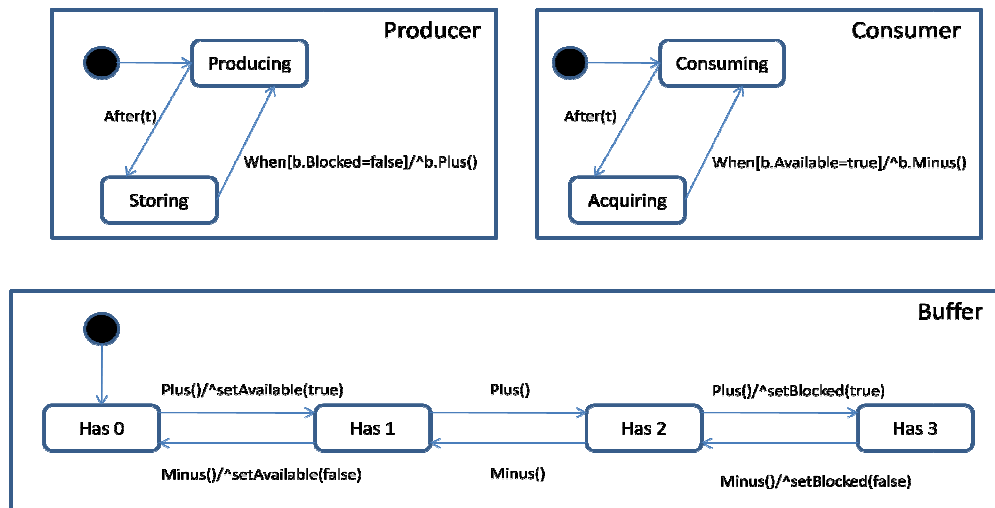 Producer
Producing
After(t)
When[b.Blocked=false]/^b.Plus()
Storing
Consumer
Consuming
After(t)
When[b.Available=true]/^b.Minus()
Acquiring
Buffer
Plus()/^setAvailable(true)
Plus()
Plus()/^setBlocked(true)
Has 0
Has 1
Has 2
Has 3
Minus()/^setAvailable(false)
Minus()
Minus()/^setBlocked(false)